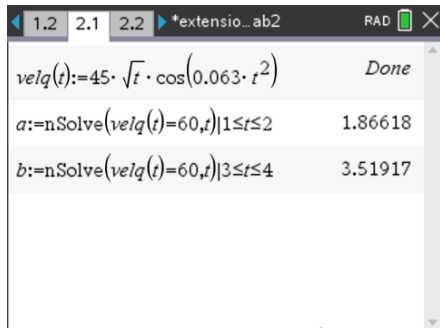 1.2 2.1 2.2 *extensio...ab2 RAD
velq(t):=45· √t · cos(0.063· t²) Done
a:=nSolve(velq(t)=60,t)|1≤t≤2 1.86618
b:=nSolve(velq(t)=60,t)|3≤t≤4 3.51917